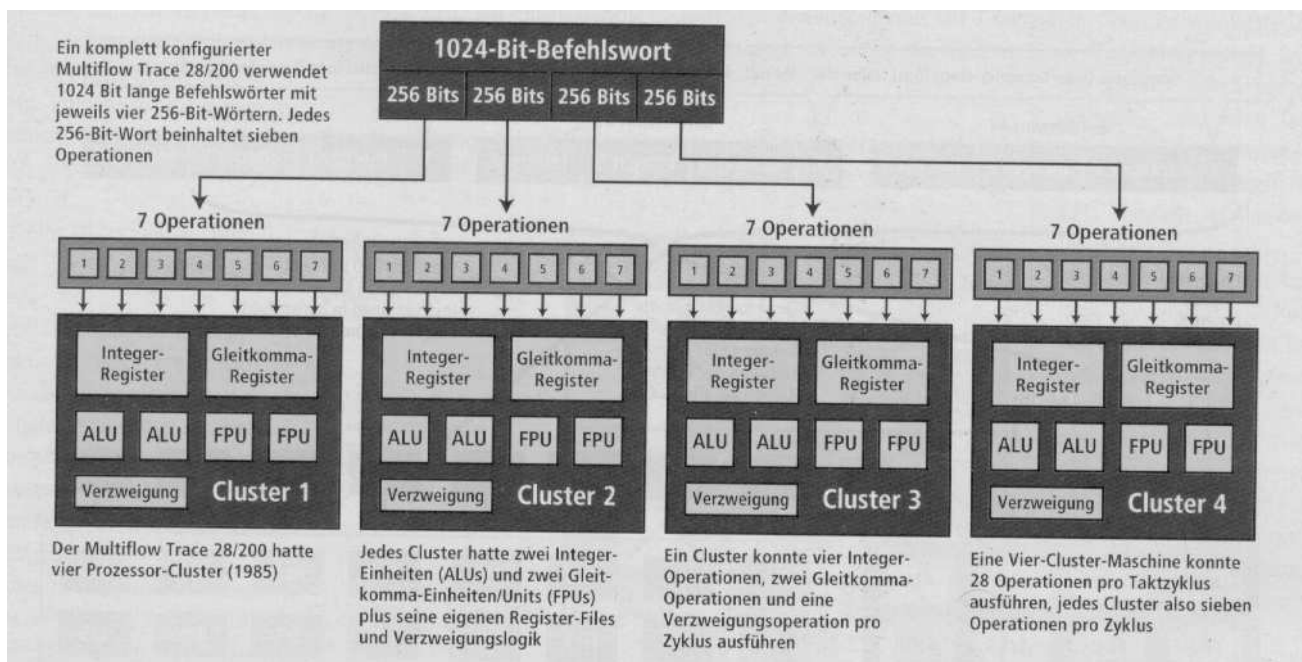 Ein komplett konfigurierter
Multiflow Trace 28/200 verwendet
1024 Bit lange Befehlswörter mit
jeweils vier 256-Bit-Wörtern. Jedes
256-Bit-Wort beinhaltet sieben
Operationen
1024-Bit-Befehlswort
256 Bits 256 Bits 256 Bits 256 Bits
7 Operationen
1 2 3 4 5 6 7
Integer-
Register
Gleitkomma-
Register
ALU ALU FPU FPU
Verzweigung
Cluster 1
Der Multiflow Trace 28/200 hatte
vier Prozessor-Cluster (1985)
7 Operationen
1 2 3 4 5 6 7
Integer-
Register
Gleitkomma-
Register
ALU ALU FPU FPU
Verzweigung
Cluster 2
Jedes Cluster hatte zwei Integer-
Einheiten (ALUs) und zwei Gleit-
komma-Einheiten/Units (FPUs)
plus seine eigenen Register-Files
und Verzweigungslogik
7 Operationen
1 2 3 4 5 6 7
Integer-
Register
Gleitkomma-
Register
ALU ALU FPU FPU
Verzweigung
Cluster 3
Ein Cluster konnte vier Integer-
Operationen, zwei Gleitkomma-
Operationen und eine
Verzweigungsoperation pro
Zyklus ausführen
7 Operationen
1 2 3 4 5 6 7
Integer-
Register
Gleitkomma-
Register
ALU ALU FPU FPU
Verzweigung
Cluster 4
Eine Vier-Cluster-Maschine konnte
28 Operationen pro Taktzyklus
ausführen, jedes Cluster also sieben
Operationen pro Zyklus